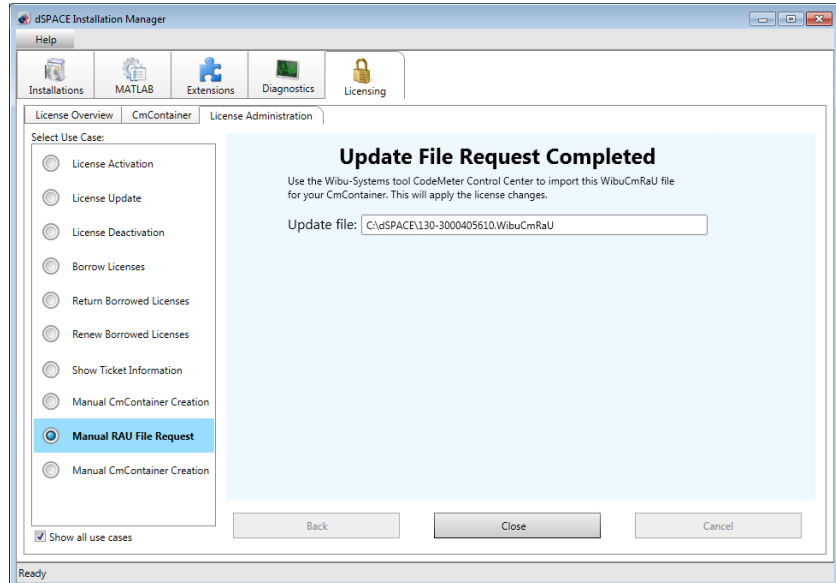 dSPACE Installation Manager
Help
Installations
MATLAB
Extensions
Diagnostics
Licensing
License Overview
CmContainer
License Administration
Select Use Case:
License Activation
License Update
License Deactivation
Borrow Licenses
Return Borrowed Licenses
Renew Borrowed Licenses
Show Ticket Information
Manual CmContainer Creation
Manual RAU File Request
Manual CmContainer Creation
Show all use cases
Update File Request Completed
Use the Wibu-Systems tool CodeMeter Control Center to import this WibuCmRaU file
for your CmContainer. This will apply the license changes.
Update file: C:\dSPACE\130-3000405610.WibuCmRaU
Back
Close
Cancel
Ready